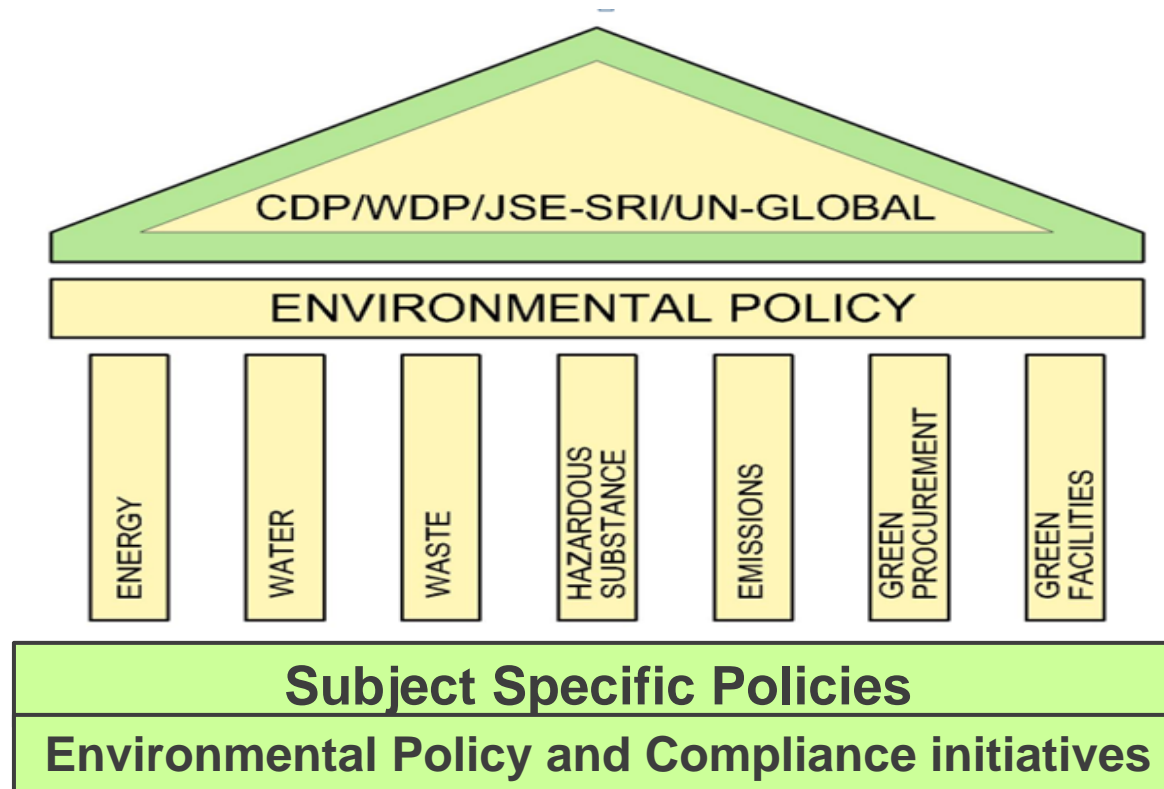 CDP/WDP/JSE-SRI/UN-GLOBAL
ENVIRONMENTAL POLICY
ENERGY
WATER
WASTE
HAZARDOUS
SUBSTANCE
EMISSIONS
GREEN
PROCUREMENT
GREEN
FACILITIES
Subject Specific Policies
Environmental Policy and Compliance initiatives